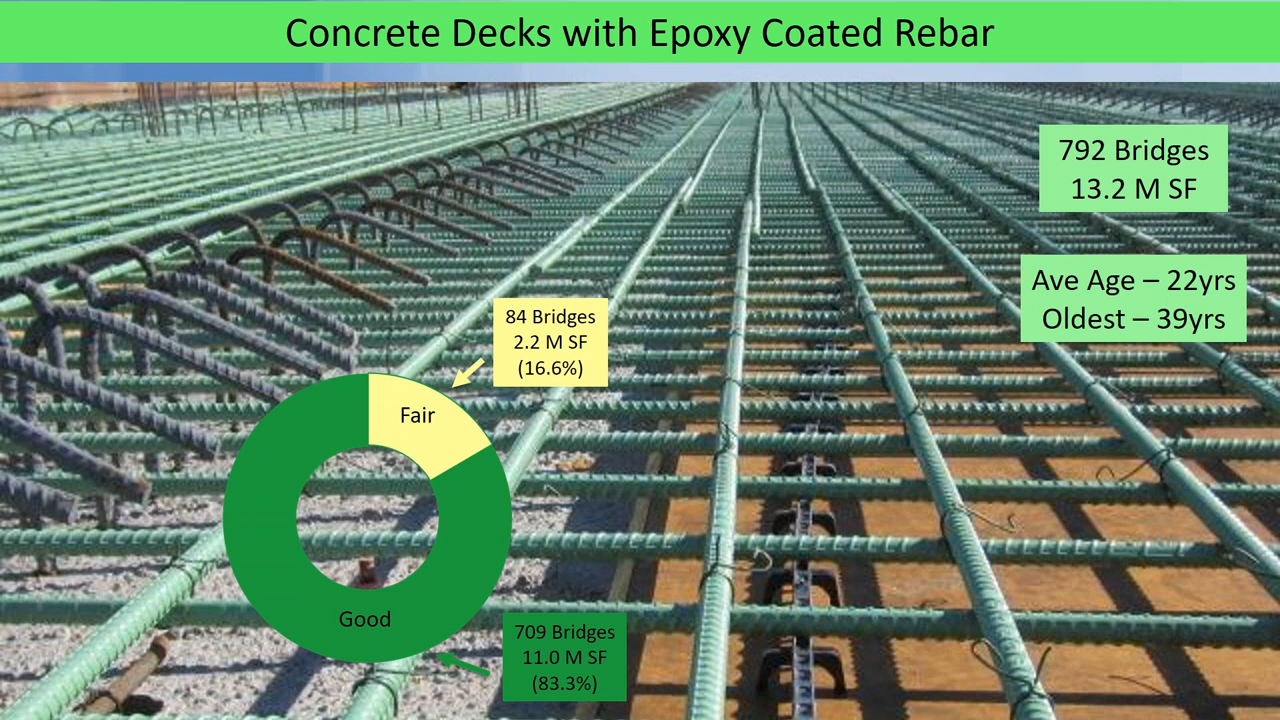 Concrete Decks with Epoxy Coated Rebar
792 Bridges
13.2 M SF
Ave Age – 22yrs
Oldest – 39yrs
84 Bridges
2.2 M SF
(16.6%)
Fair
Good
709 Bridges
11.0 M SF
(83.3%)